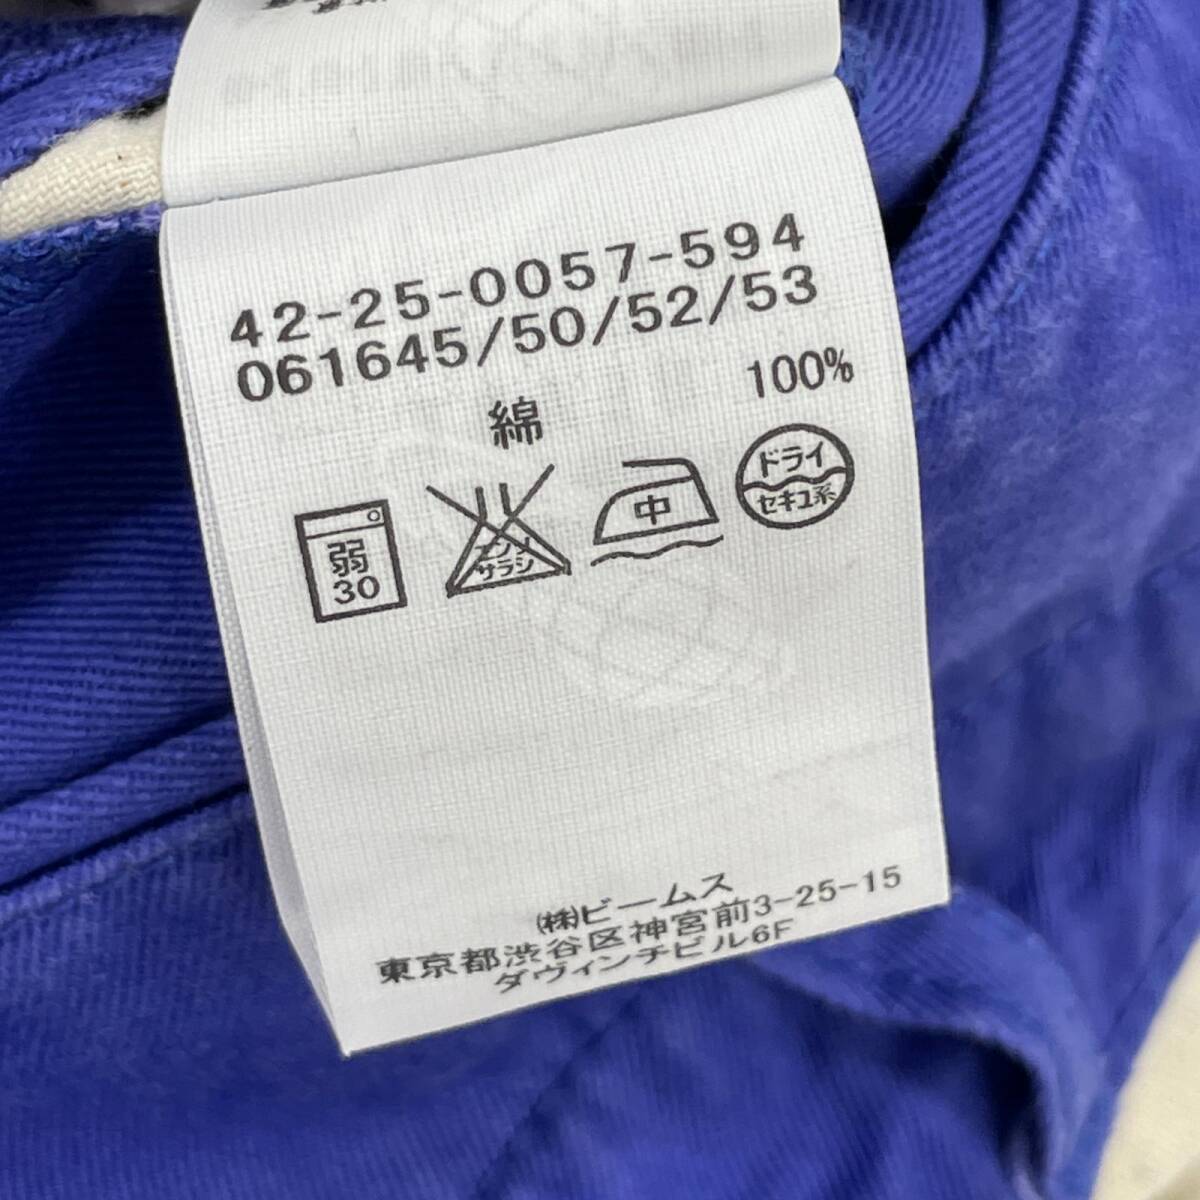 42-25-0057-594
061645/50/52/53
綿 100%
弱
30
エンソ
サラシ
中
ドライ
セキユ系
㈱ビームス
東京都渋谷区神宮前3-25-15
ダヴィンチビル6F